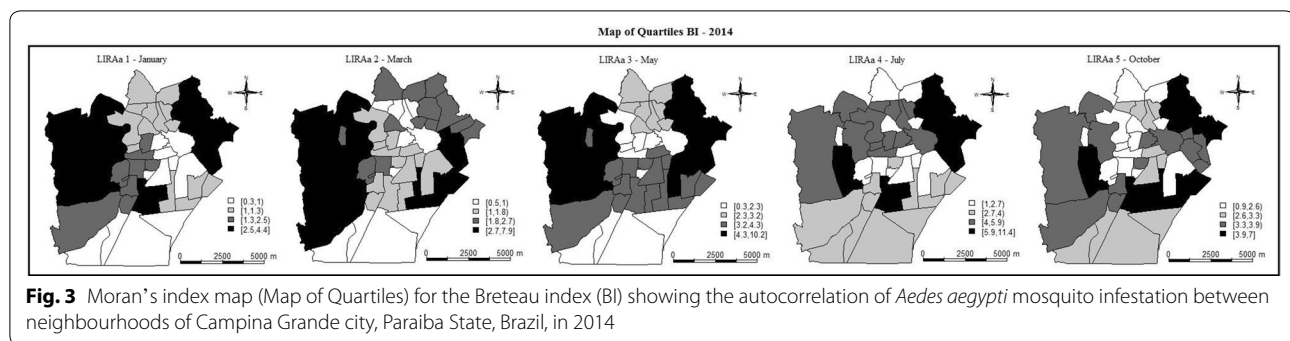 Map of Quartiles BI - 2014
LIRAa 1 - January
LIRAa 2 - March
LIRAa 3 - May
LIRAa 4 - July
LIRAa 5 - October
N
W E
S
N
W E
S
N
W E
S
N
W E
S
N
W E
S
[0.3;1)
[1;1.3)
[1.3;2.5)
[2.5;4.4]
0 2500 5000 m
[0.5;1)
[1;1.8)
[1.8;2.7)
[2.7;7.9]
0 2500 5000 m
[0.3;2.3)
[2.3;3.2)
[3.2;4.3)
[4.3;10.2]
0 2500 5000 m
[1;2.7)
[2.7;4)
[4;5.9)
[5.9;11.4]
0 2500 5000 m
[0.9;2.6)
[2.6;3.3)
[3.3;3.9)
[3.9;7]
0 2500 5000 m
Fig. 3 Moran's index map (Map of Quartiles) for the Breteau index (BI) showing the autocorrelation of Aedes aegypti mosquito infestation between
neighbourhoods of Campina Grande city, Paraiba State, Brazil, in 2014